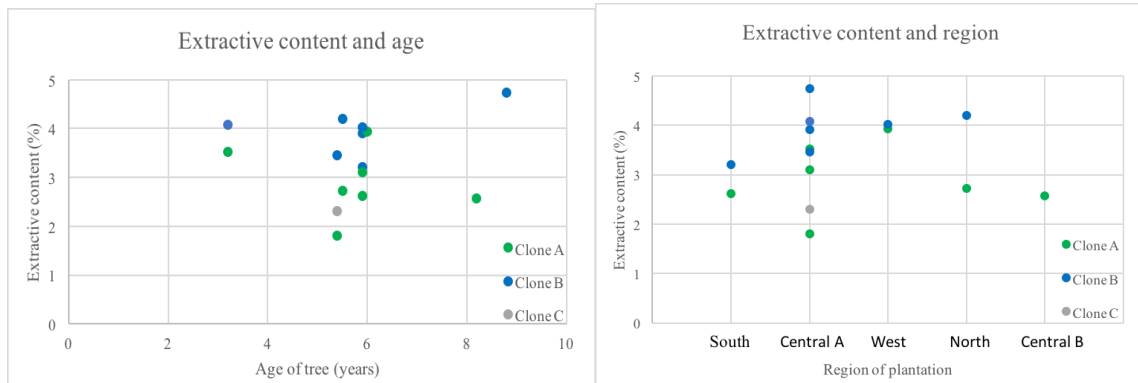 Extractive content and age
Extractive content (%)
5
4
3
2
1
0
0 2 4 6 8 10
Age of tree (years)
Clone A
Clone B
Clone C
Extractive content and region
Extractive content (%)
5
4
3
2
1
0
South Central A West North Central B
Region of plantation
Clone A
Clone B
Clone C